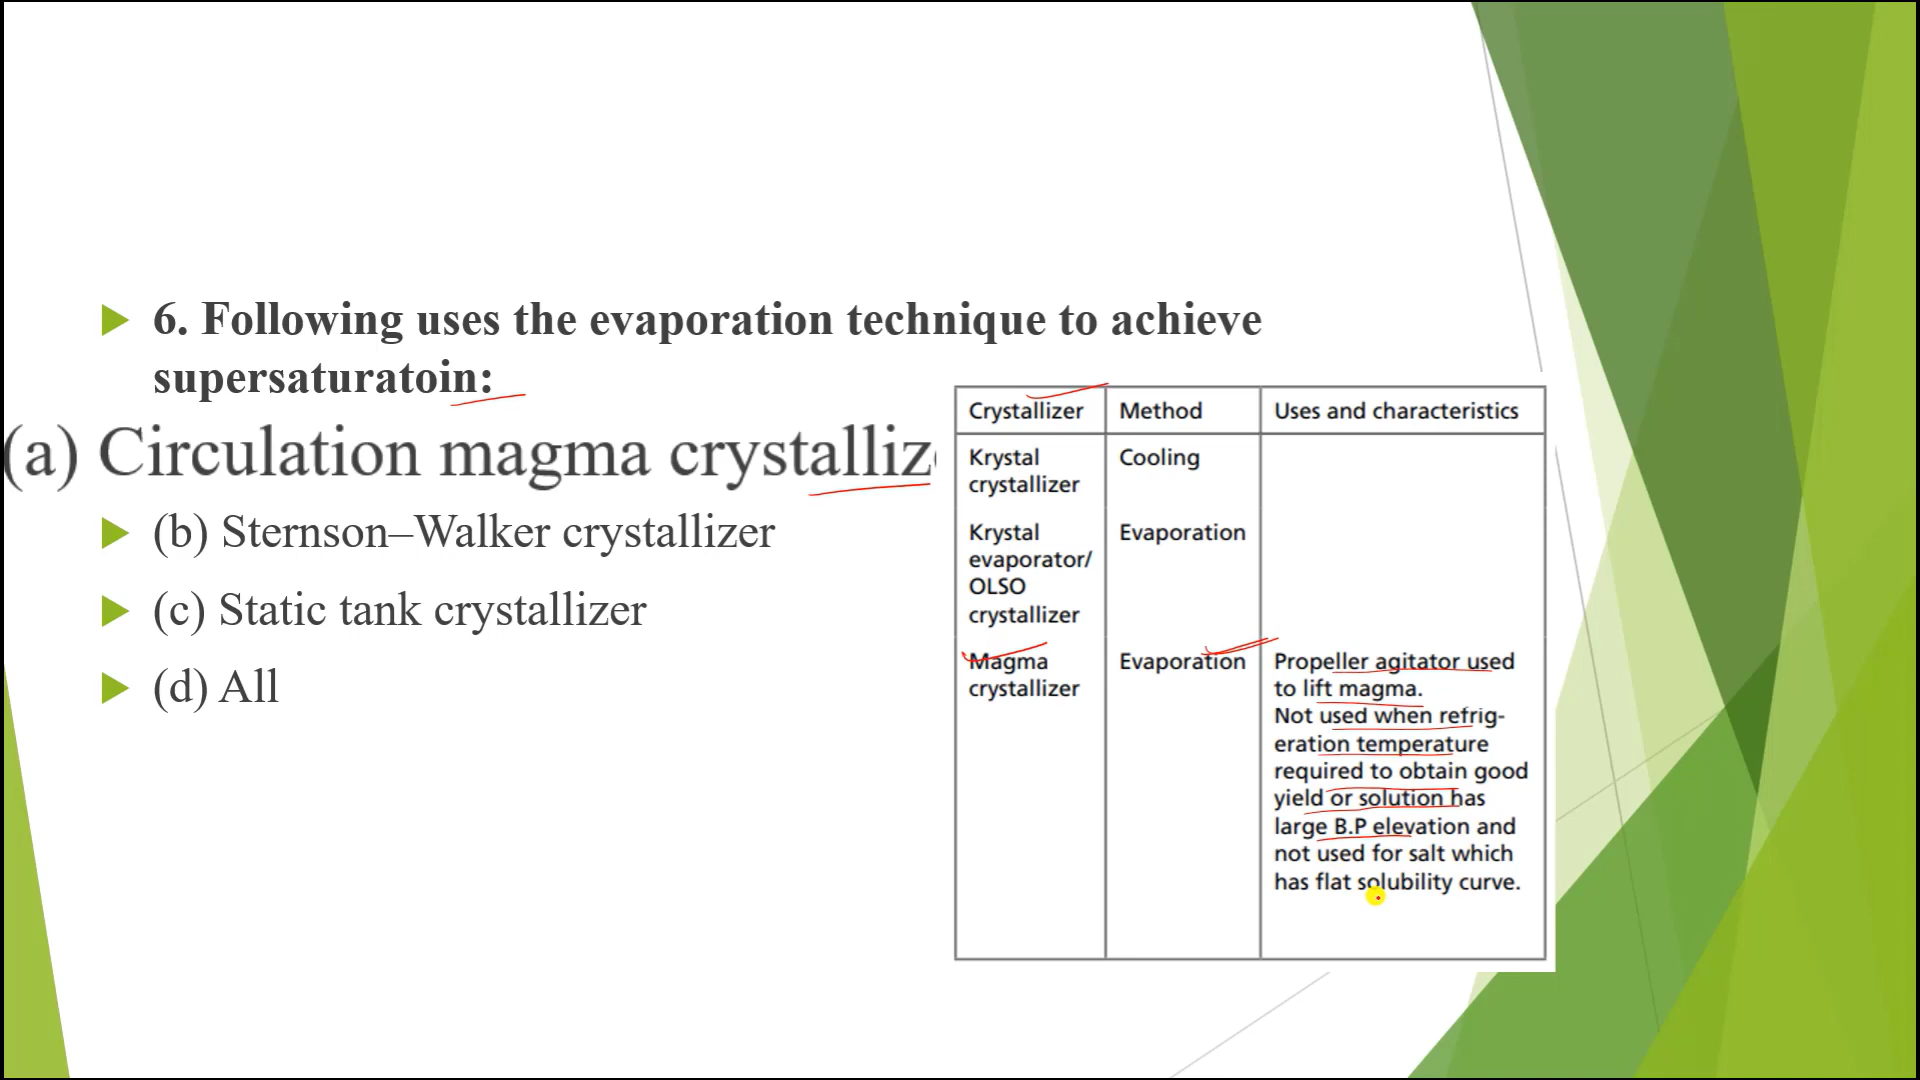 6. Following uses the evaporation technique to achieve
supersaturatoin:
(a) Circulation magma crystallize
(b) Sternson–Walker crystallizer
(c) Static tank crystallizer
(d) All
Crystallizer Method Uses and characteristics
Krystal Cooling
crystallizer
Krystal Evaporation
evaporator/
OLSO
crystallizer
Magma Evaporation Propeller agitator used
crystallizer to lift magma.
Not used when refrig-
eration temperature
required to obtain good
yield or solution has
large B.P elevation and
not used for salt which
has flat solubility curve.